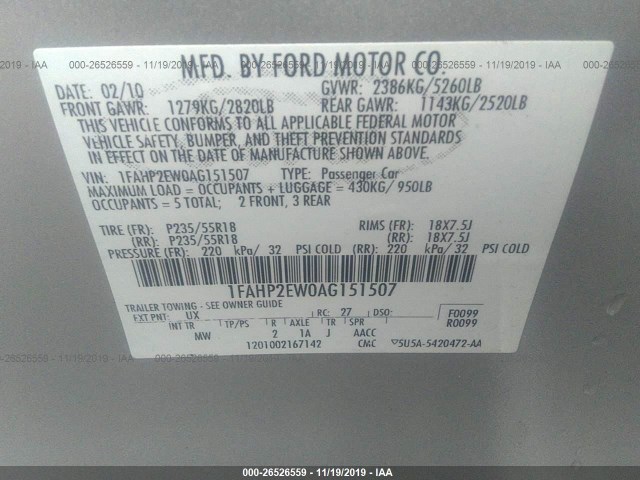 000-26526559 - 11/19/2019 - IAA
MFD. BY FORD MOTOR CO.
DATE: 02/10 GVWR: 2386KG/5260LB
FRONT GAWR: 1279KG/2820LB REAR GAWR: 1143KG/2520LB
THIS VEHICLE CONFORMS TO ALL APPLICABLE FEDERAL MOTOR
VEHICLE SAFETY, BUMPER, AND THEFT PREVENTION STANDARDS
IN EFFECT ON THE DATE OF MANUFACTURE SHOWN ABOVE.
VIN: 1FAHP2EW0AG151507 TYPE: Passenger Car
MAXIMUM LOAD = OCCUPANTS + LUGGAGE = 430KG/ 950LB
OCCUPANTS = 5 TOTAL; 2 FRONT, 3 REAR
TIRE (FR): P235/55R18 RIMS (FR): 18X7.5J
(RR): P235/55R18 (RR): 18X7.5J
PRESSURE (FR): 220 kPa/ 32 PSI COLD (RR): 220 kPa/ 32 PSI COLD
1FAHP2EW0AG151507
TRAILER TOWING - SEE OWNER GUIDE
EXT PNT: UX RC: 27 DSO: F0099
INT TR TP/PS R AXLE TR SPR R0099
MW 2 1A J AACC
1201002167142 CMC 5U5A-5420472-AA
000-26526559 - 11/19/2019 - IAA